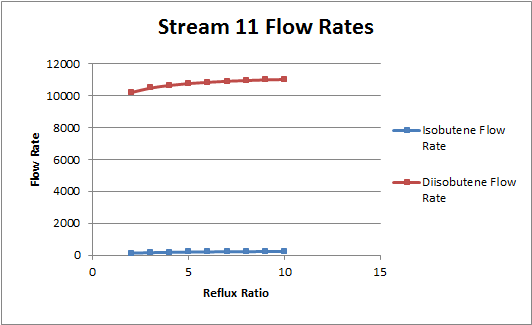 Stream 11 Flow Rates
12000
10000
8000
6000
4000
2000
0
Flow Rate
0
5
10
15
Reflux Ratio
Isobutene Flow
Rate
Diisobutene Flow
Rate